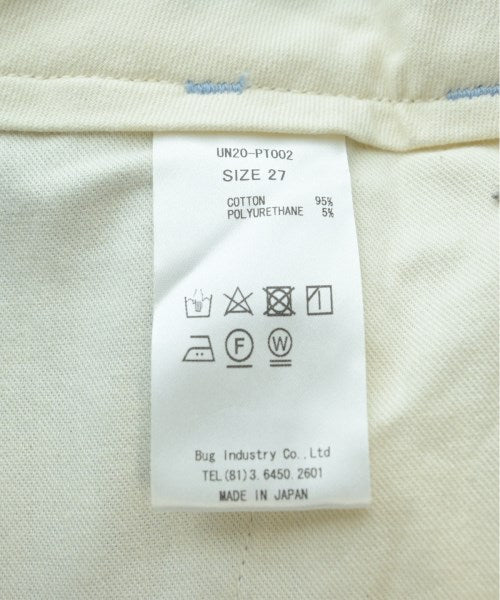 UN20-PT002
SIZE 27
COTTON 95%
POLYURETHANE 5%
F W
Bug Industry Co.,Ltd
TEL(81)3.6450.2601
MADE IN JAPAN